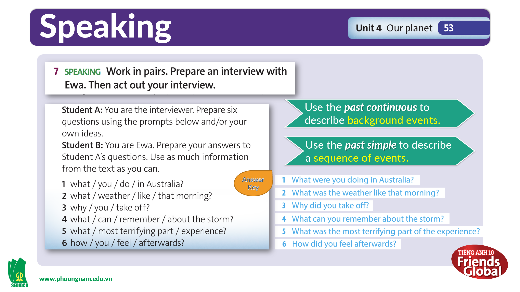 Speaking
Unit 4 Our planet 53
7 SPEAKING Work in pairs. Prepare an interview with
Ewa. Then act out your interview.
Student A: You are the interviewer. Prepare six
questions using the prompts below and/or your
own ideas.
Student B: You are Ewa. Prepare your answers to
Student A's questions. Use as much information
from the text as you can.
1 what / you / do / in Australia?
2 what / weather / like / that morning?
3 why / you / take off?
4 what / can / remember / about the storm?
5 what / most terrifying part / experience?
6 how / you / feel / afterwards?
Answer
Key
Use the past continuous to
describe background events.
Use the past simple to describe
a sequence of events.
1 What were you doing in Australia?
2 What was the weather like that morning?
3 Why did you take off?
4 What can you remember about the storm?
5 What was the most terrifying part of the experience?
6 How did you feel afterwards?
TIẾNG ANH 10
Friends
Global
www.phuongnam.edu.vn